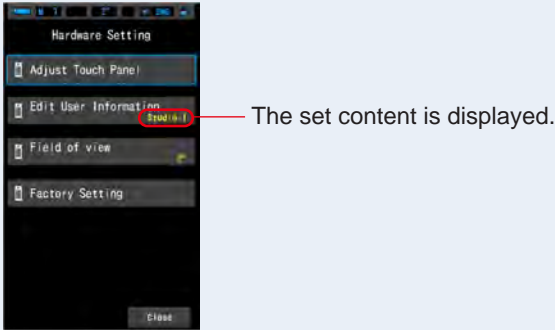 Hardware Setting
Adjust Touch Panel
Edit User Information
Studio 1
The set content is displayed.
Field of view
Factory Setting
Close